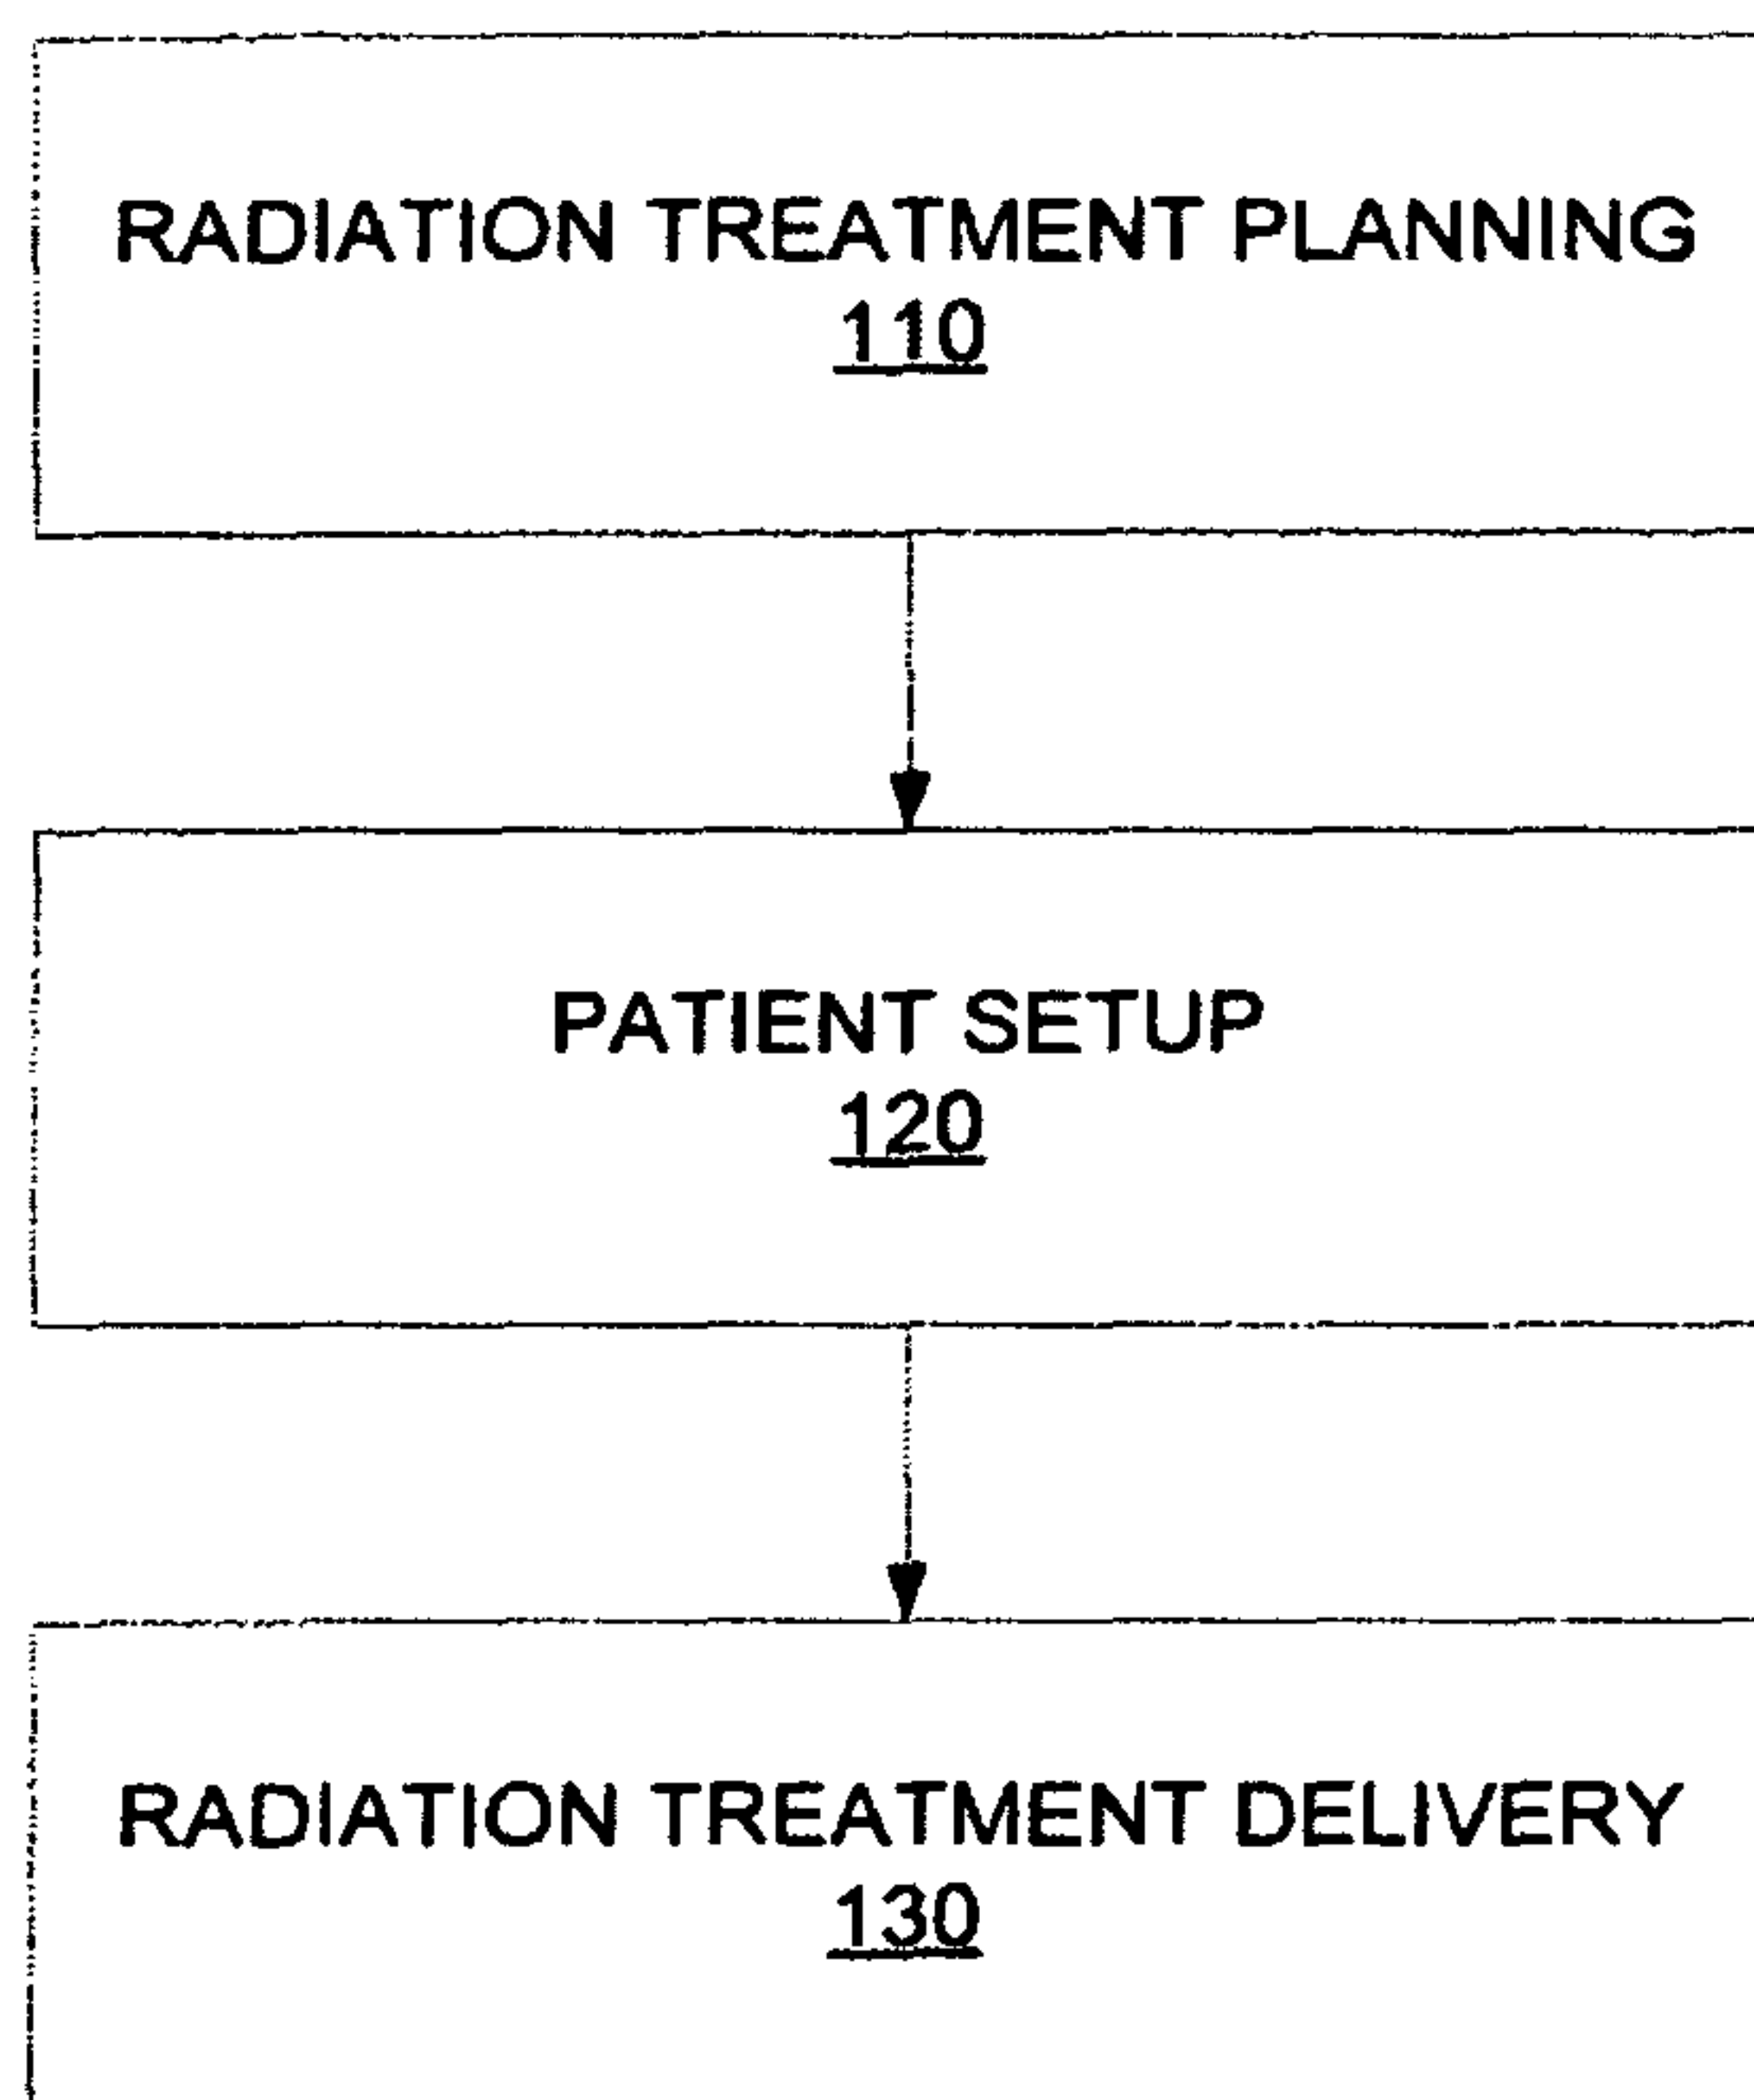 RADIATION TREATMENT PLANNING
110
PATIENT SETUP
120
RADIATION TREATMENT DELIVERY
130